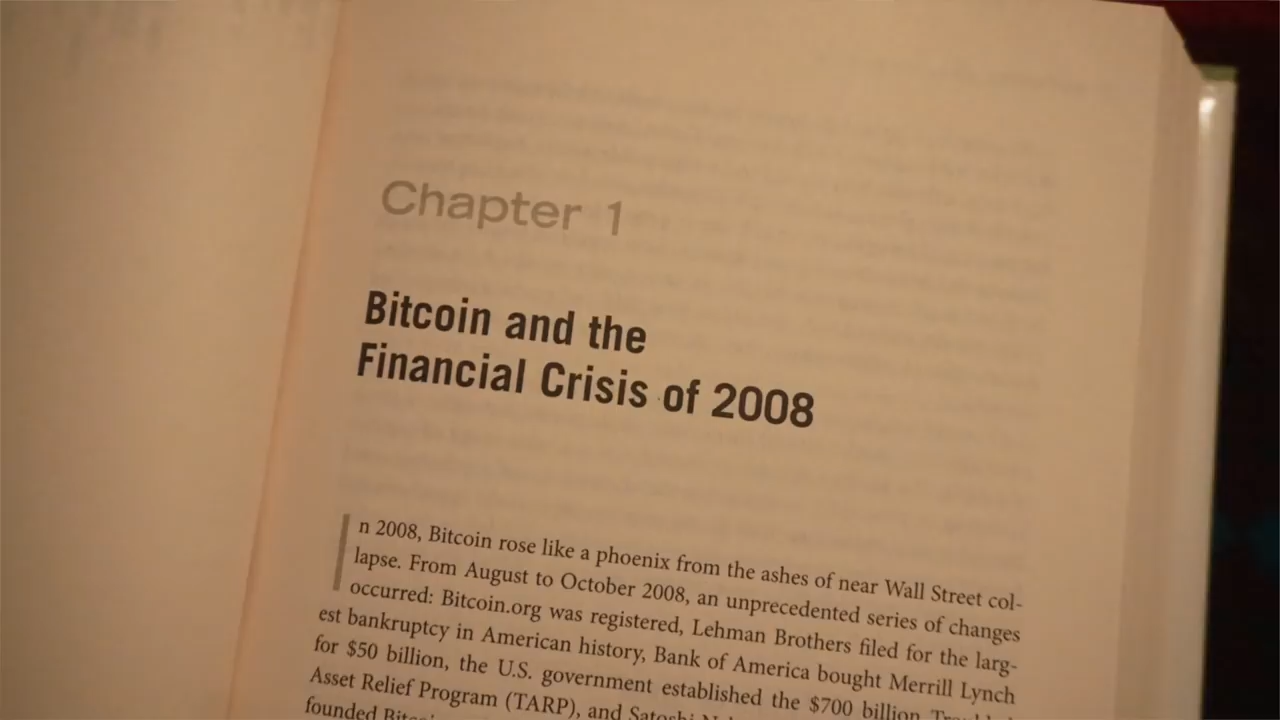 Chapter 1
Bitcoin and the
Financial Crisis of 2008
In 2008, Bitcoin rose like a phoenix from the ashes of near Wall Street col-
lapse. From August to October 2008, an unprecedented series of changes
occurred: Bitcoin.org was registered, Lehman Brothers filed for the larg-
est bankruptcy in American history, Bank of America bought Merrill Lynch
for $50 billion, the U.S. government established the $700 billion
Asset Relief Program (TARP), and Satoshi
founded